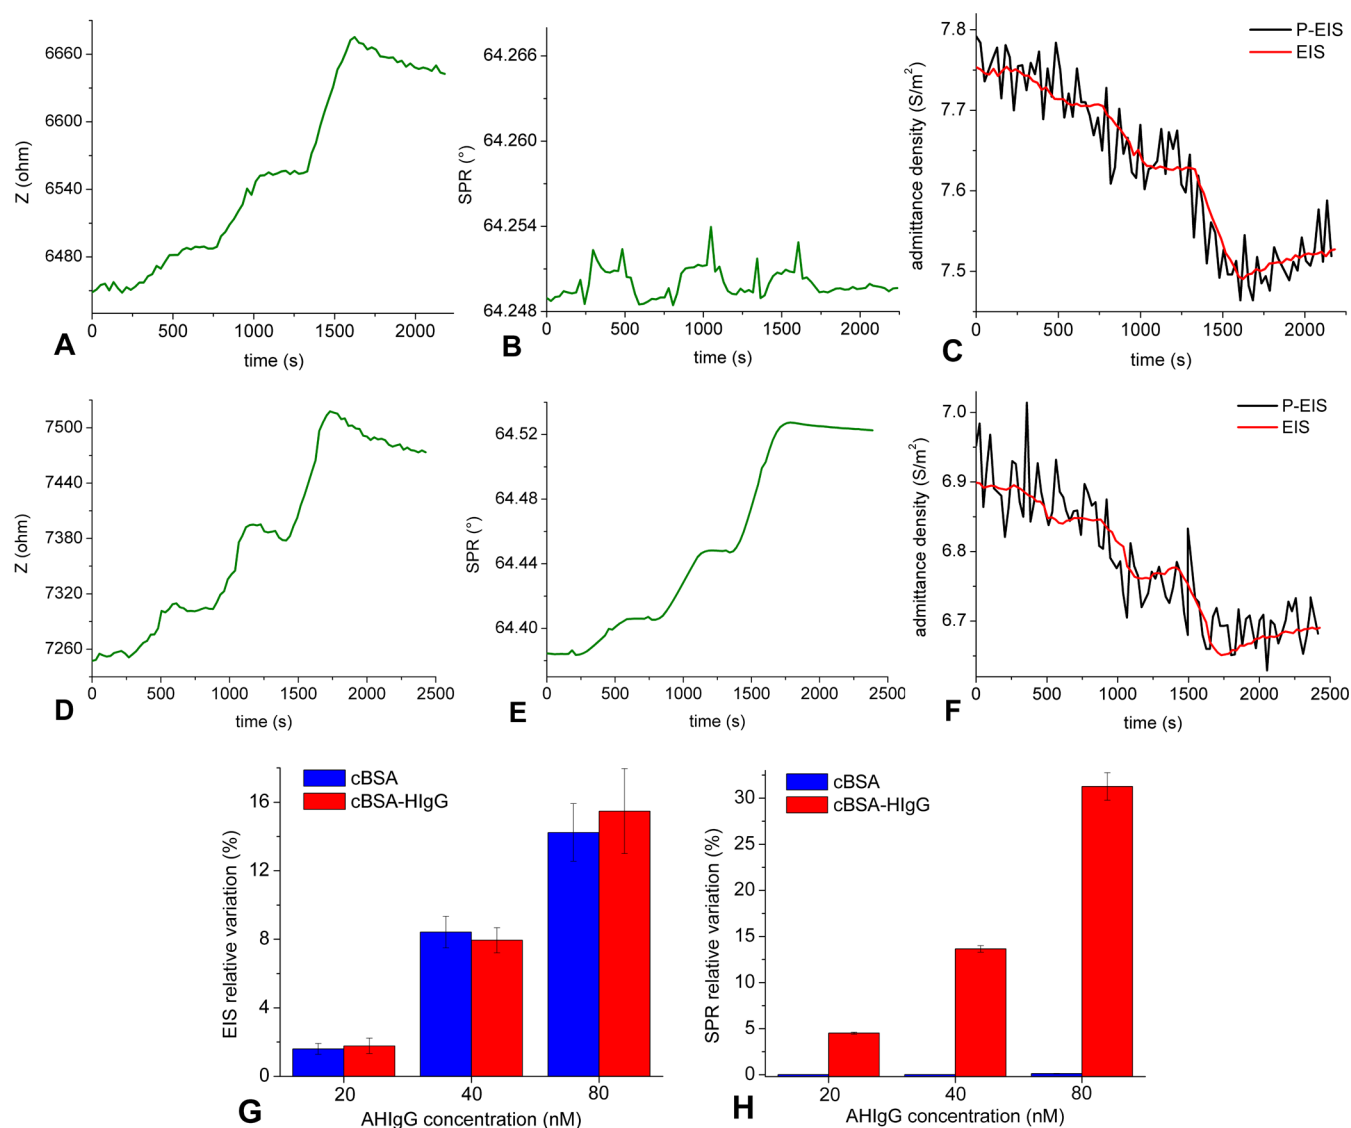 Z (ohm)
6660
6600
6540
6480
0
500
1000
1500
2000
time (s)
A
SPR (°)
64.266
64.260
64.254
64.248
0
500
1000
1500
2000
time (s)
B
admittance density (S/m²)
7.8
7.7
7.6
7.5
P-EIS
EIS
0
500
1000
1500
2000
time (s)
C
Z (ohm)
7500
7440
7380
7320
7260
0
500
1000
1500
2000
2500
time (s)
D
SPR (°)
64.52
64.48
64.44
64.40
0
500
1000
1500
2000
2500
time (s)
E
admittance density (S/m²)
7.0
6.9
6.8
6.7
P-EIS
EIS
0
500
1000
1500
2000
2500
time (s)
F
EIS relative variation (%)
16
12
8
4
0
cBSA
cBSA-HIgG
20
40
80
AHIgG concentration (nM)
G
SPR relative variation (%)
30
25
20
15
10
5
0
cBSA
cBSA-HIgG
20
40
80
AHIgG concentration (nM)
H